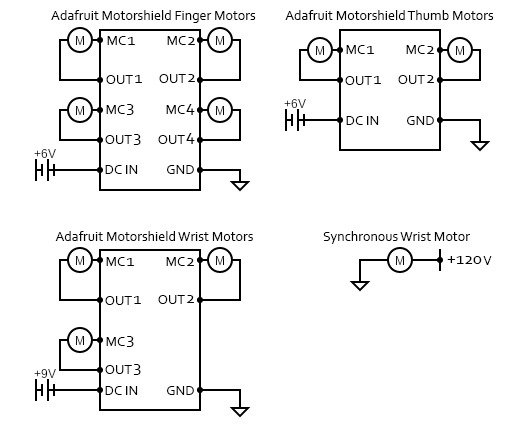 Adafruit Motorshield Finger Motors
M MC1 MC2 M
OUT1 OUT2
M MC3 MC4 M
OUT3 OUT4
+6V
DC IN GND
Adafruit Motorshield Thumb Motors
M MC1 MC2 M
OUT1 OUT2
+6V
DC IN GND
Adafruit Motorshield Wrist Motors
M MC1 MC2 M
OUT1 OUT2
M MC3
OUT3
+9V
DC IN GND
Synchronous Wrist Motor
M +120V